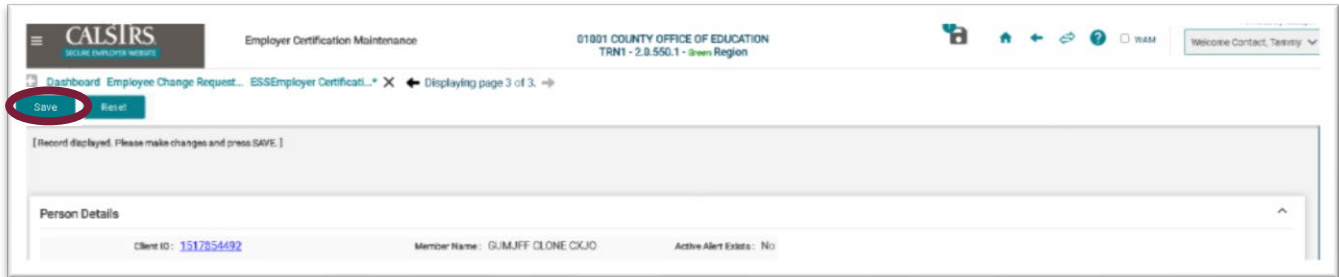 CALSTRS
SECURE EMPLOYER WEBSITE
Employer Certification Maintenance
01001 COUNTY OFFICE OF EDUCATION
TRN1 - 2.0.550.1 - Green Region
WAM
Welcome Contact, Tammy
Dashboard Employee Change Request... ESSEmployer Certificati...* X Displaying page 3 of 3.
Save Reset
[ Record displayed. Please make changes and press SAVE. ]
Person Details
Client ID : 1517854492 Member Name : GUMJFF CLONE CXJO Active Alert Exists : No